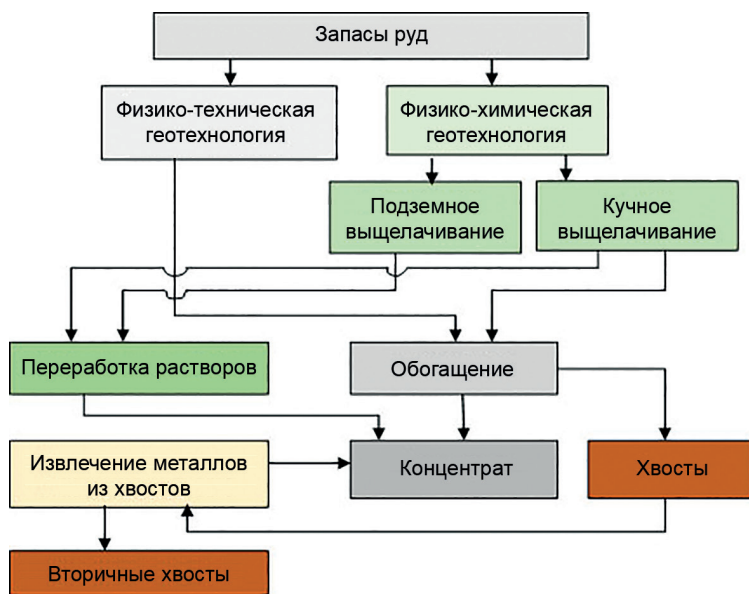 Запасы руд
Физико-техническая
геотехнология
Физико-химическая
геотехнология
Подземное
выщелачивание
Кучное
выщелачивание
Переработка растворов
Обогащение
Извлечение металлов
из хвостов
Концентрат
Хвосты
Вторичные хвосты